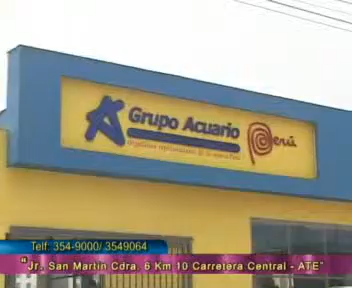 Grupo Acuario
Perú
Telf: 354-9000/ 3549064
"Jr. San Martin Cdra. 6 Km 10 Carretera Central - ATE"